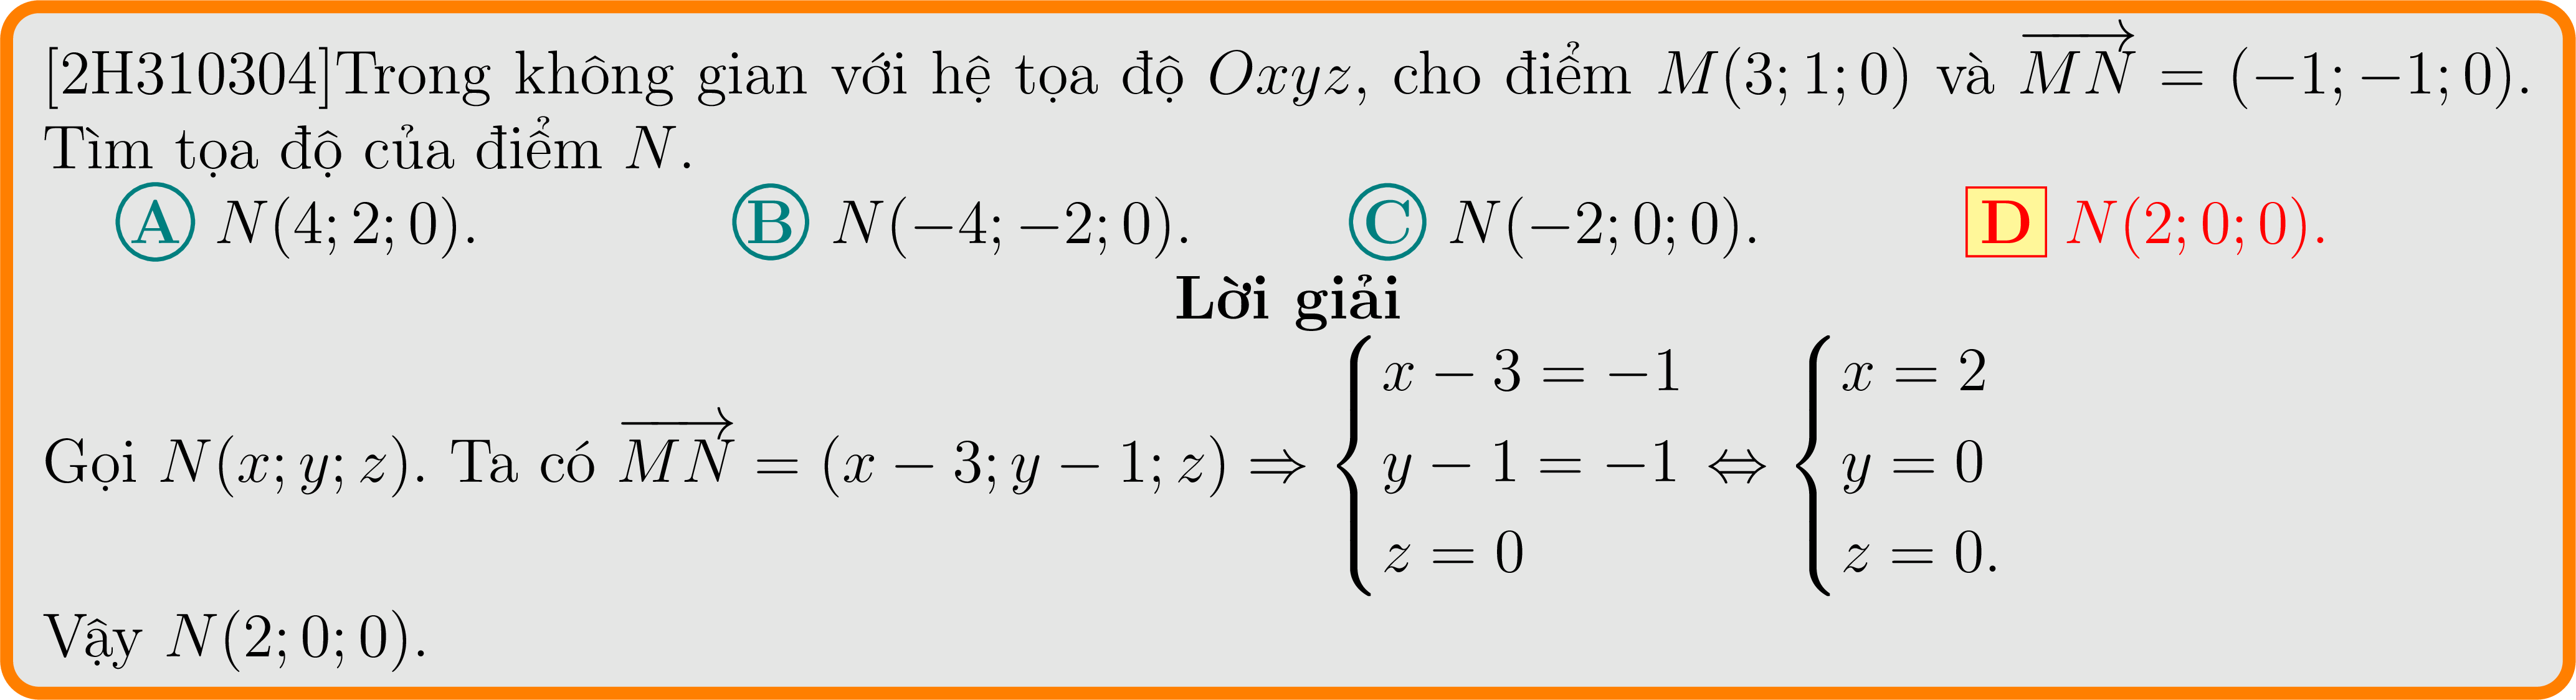 [2H310304]Trong không gian với hệ tọa độ $Oxyz$, cho điểm $M(3;1;0)$ và $\overrightarrow{MN} = (-1;-1;0)$.
Tìm tọa độ của điểm $N$.
A $N(4;2;0)$. B $N(-4;-2;0)$. C $N(-2;0;0)$. D $N(2;0;0)$.
Lời giải
Gọi $N(x;y;z)$. Ta có $\overrightarrow{MN} = (x-3;y-1;z) \Rightarrow \begin{cases} x-3=-1 \\ y-1=-1 \\ z=0 \end{cases} \Leftrightarrow \begin{cases} x=2 \\ y=0 \\ z=0. \end{cases}$
Vậy $N(2;0;0)$.